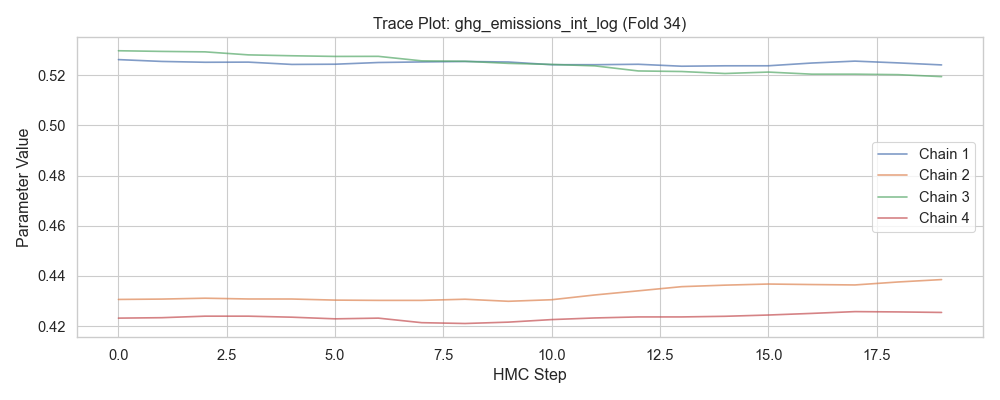 Trace Plot: ghg_emissions_int_log (Fold 34)
Parameter Value
0.52
0.50
0.48
0.46
0.44
0.42
Chain 1
Chain 2
Chain 3
Chain 4
0.0 2.5 5.0 7.5 10.0 12.5 15.0 17.5
HMC Step